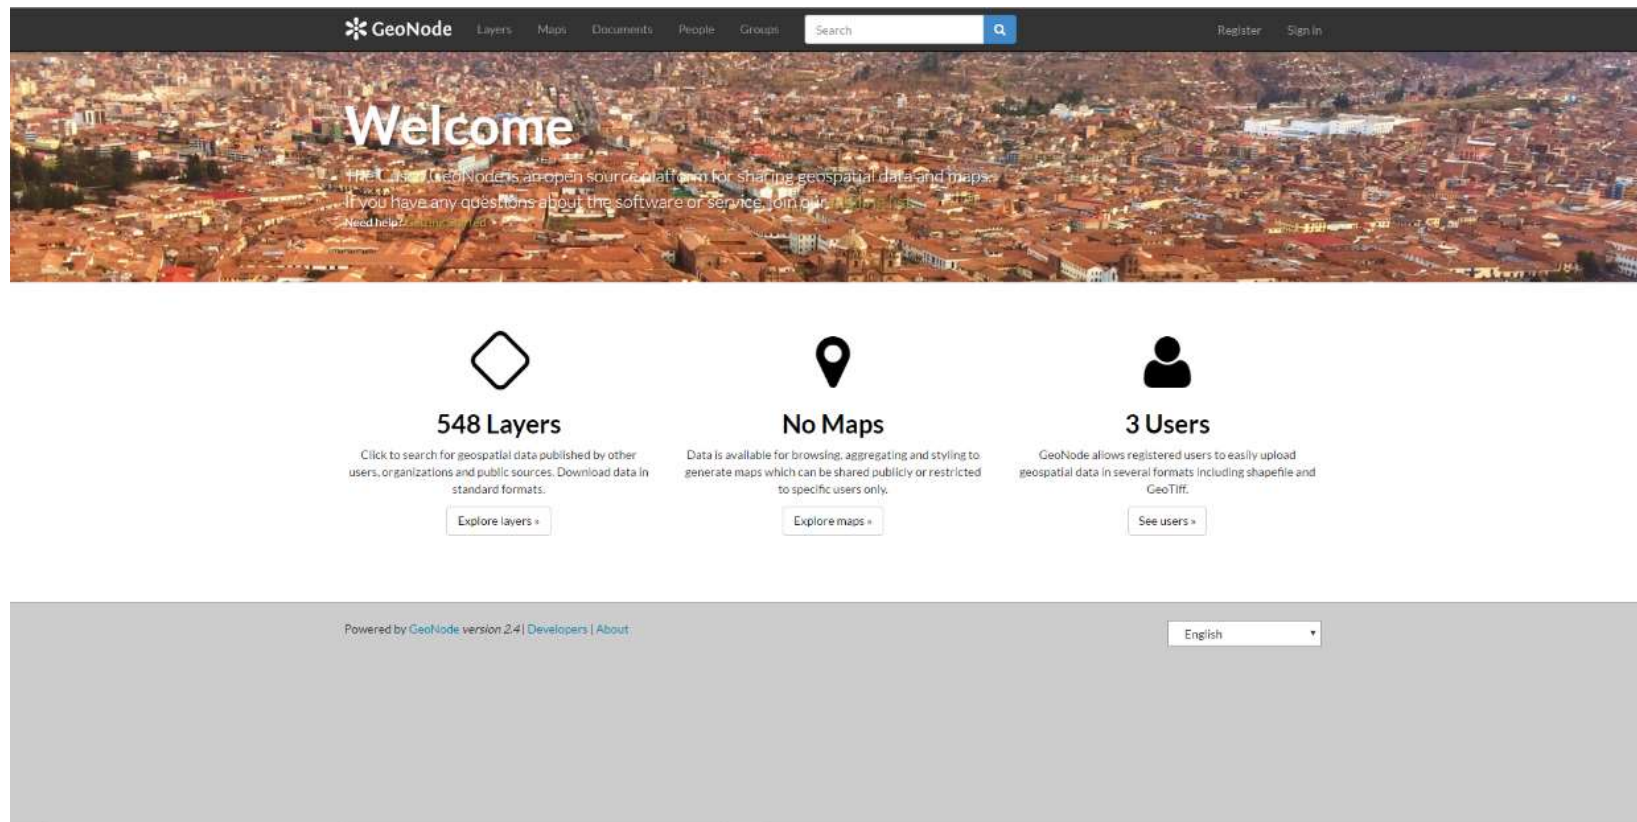 GeoNode Layers Maps Documents People Groups Search Register Sign in
Welcome
The Cusco GeoNode is an open source platform for sharing geospatial data and maps.
If you have any questions about the software or service, join our mailing list.
Need help? Get started
548 Layers
Click to search for geospatial data published by other
users, organizations and public sources. Download data in
standard formats.
Explore layers »
No Maps
Data is available for browsing, aggregating and styling to
generate maps which can be shared publicly or restricted
to specific users only.
Explore maps »
3 Users
GeoNode allows registered users to easily upload
geospatial data in several formats including shapefile and
GeoTiff.
See users »
Powered by GeoNode version 2.4 | Developers | About
English